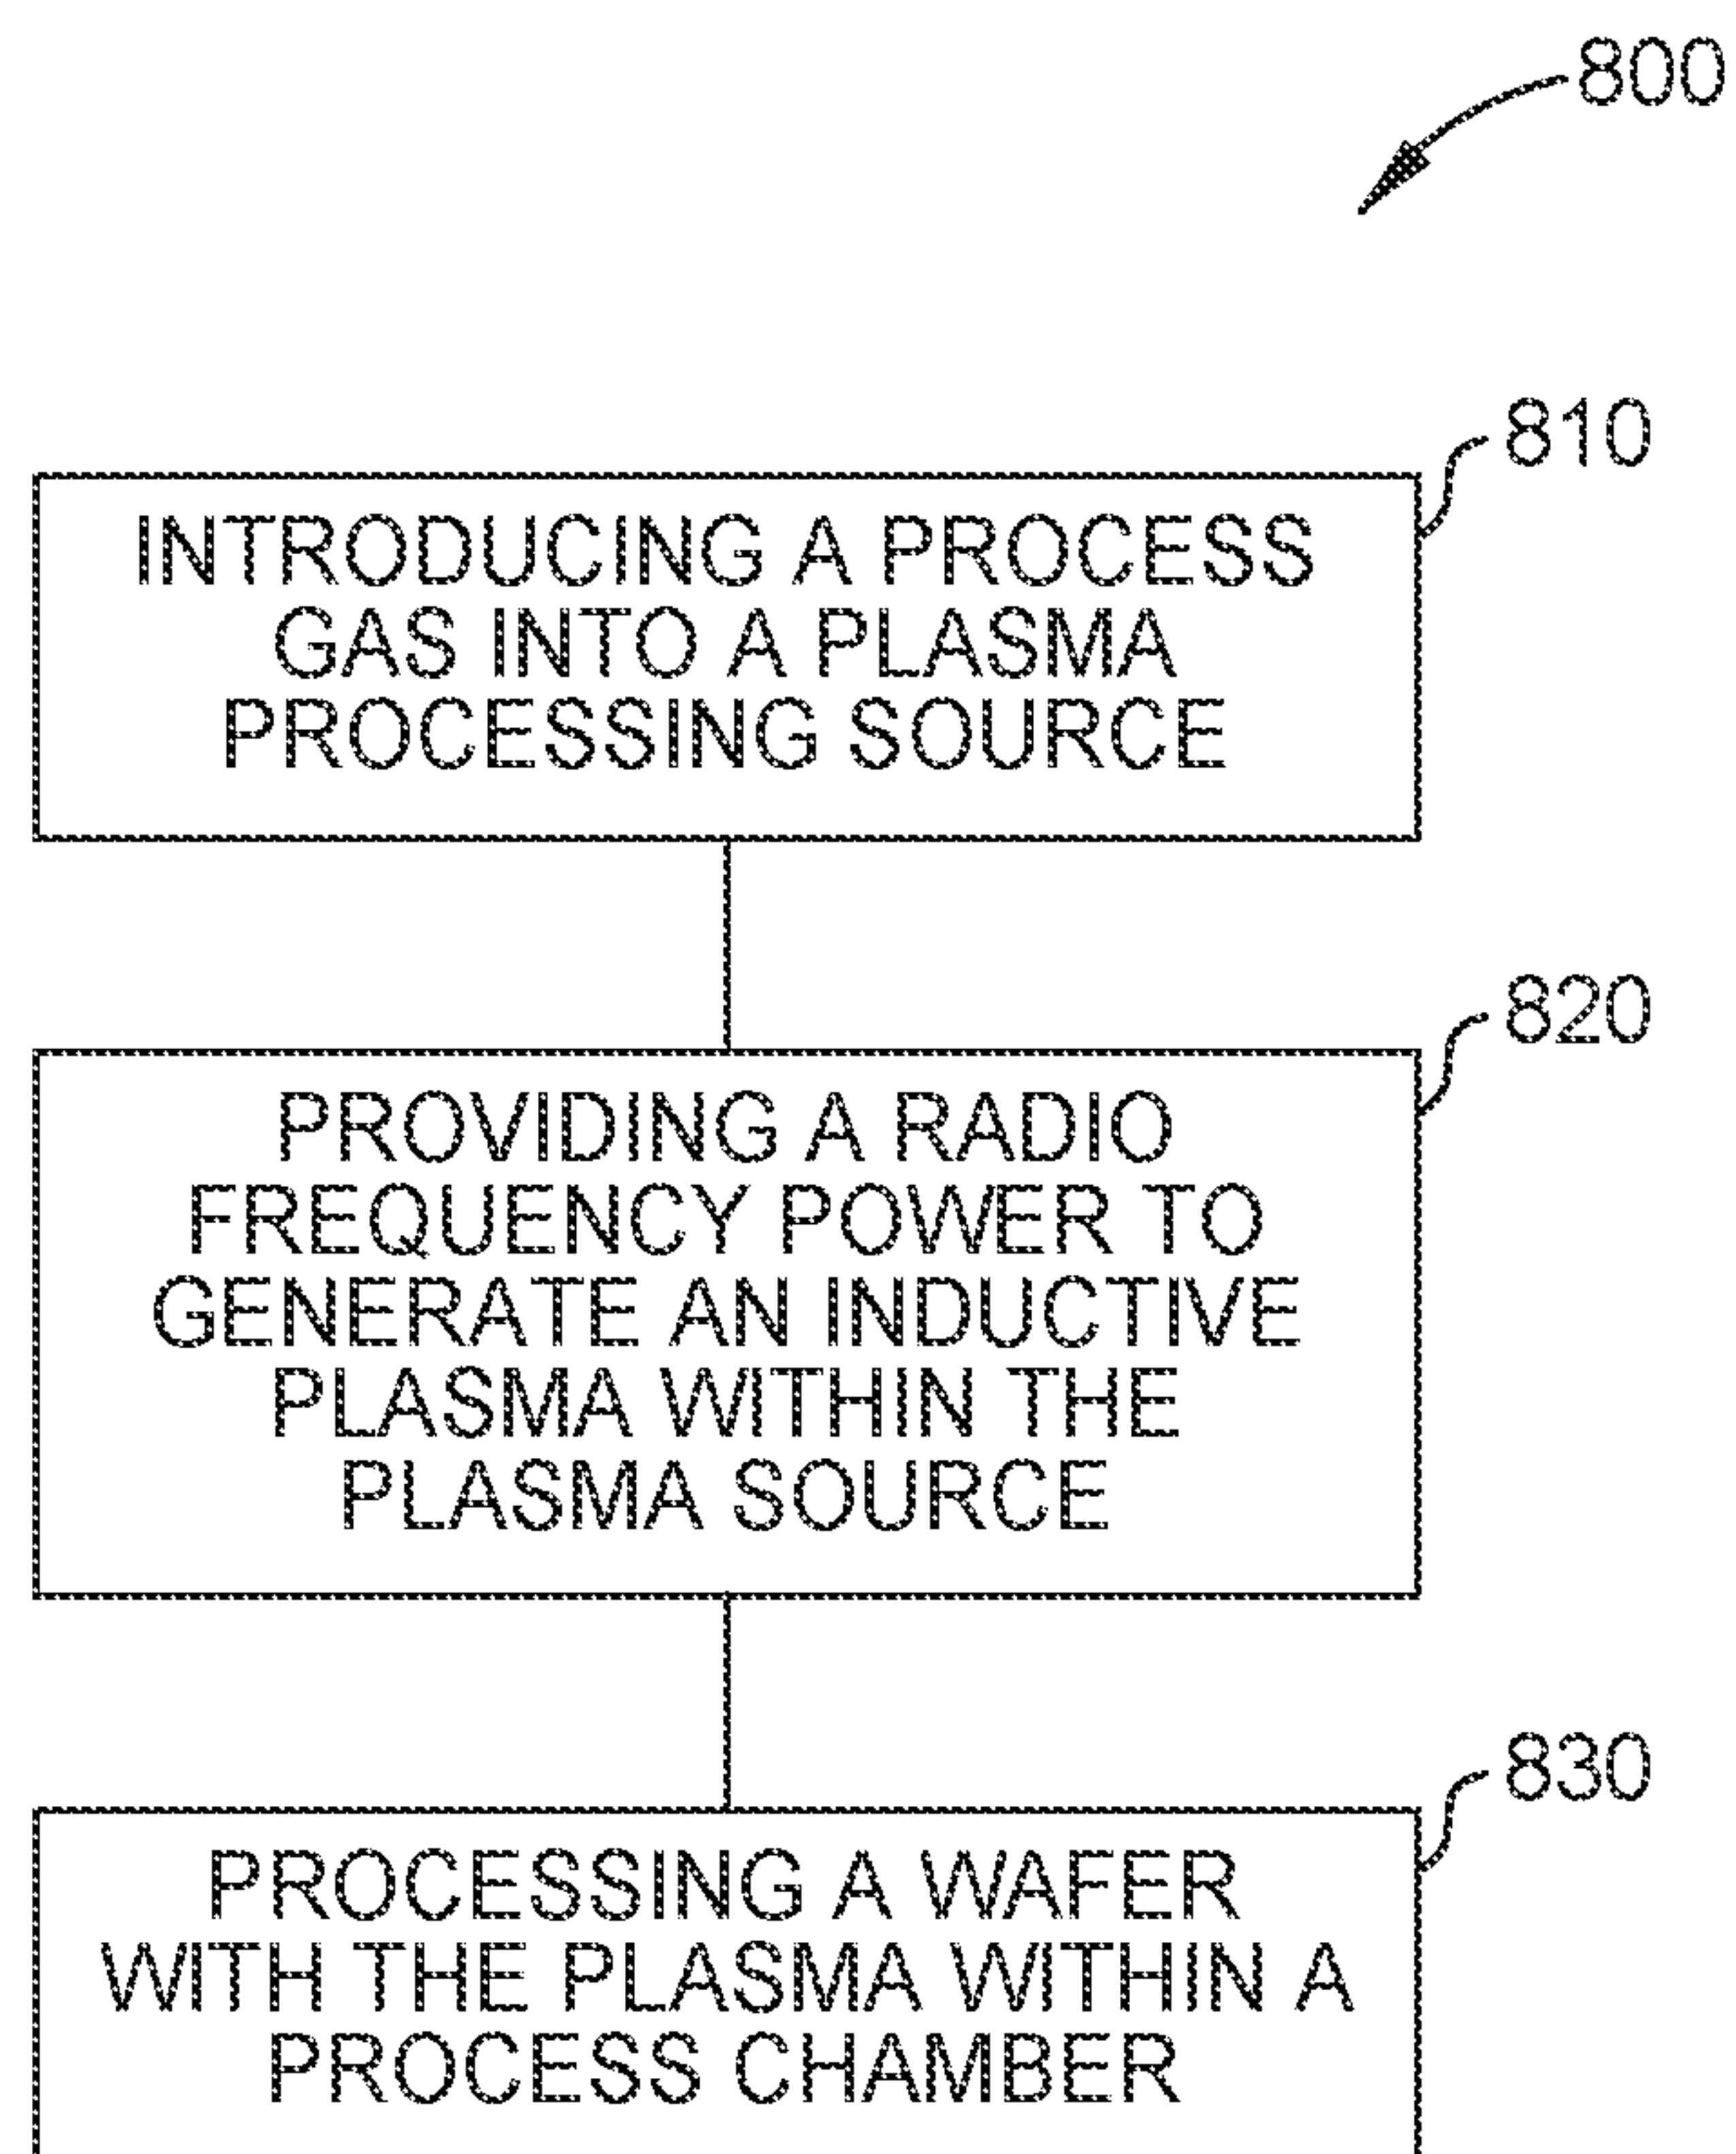 800
810
INTRODUCING A PROCESS
GAS INTO A PLASMA
PROCESSING SOURCE
820
PROVIDING A RADIO
FREQUENCY POWER TO
GENERATE AN INDUCTIVE
PLASMA WITHIN THE
PLASMA SOURCE
830
PROCESSING A WAFER
WITH THE PLASMA WITHIN A
PROCESS CHAMBER